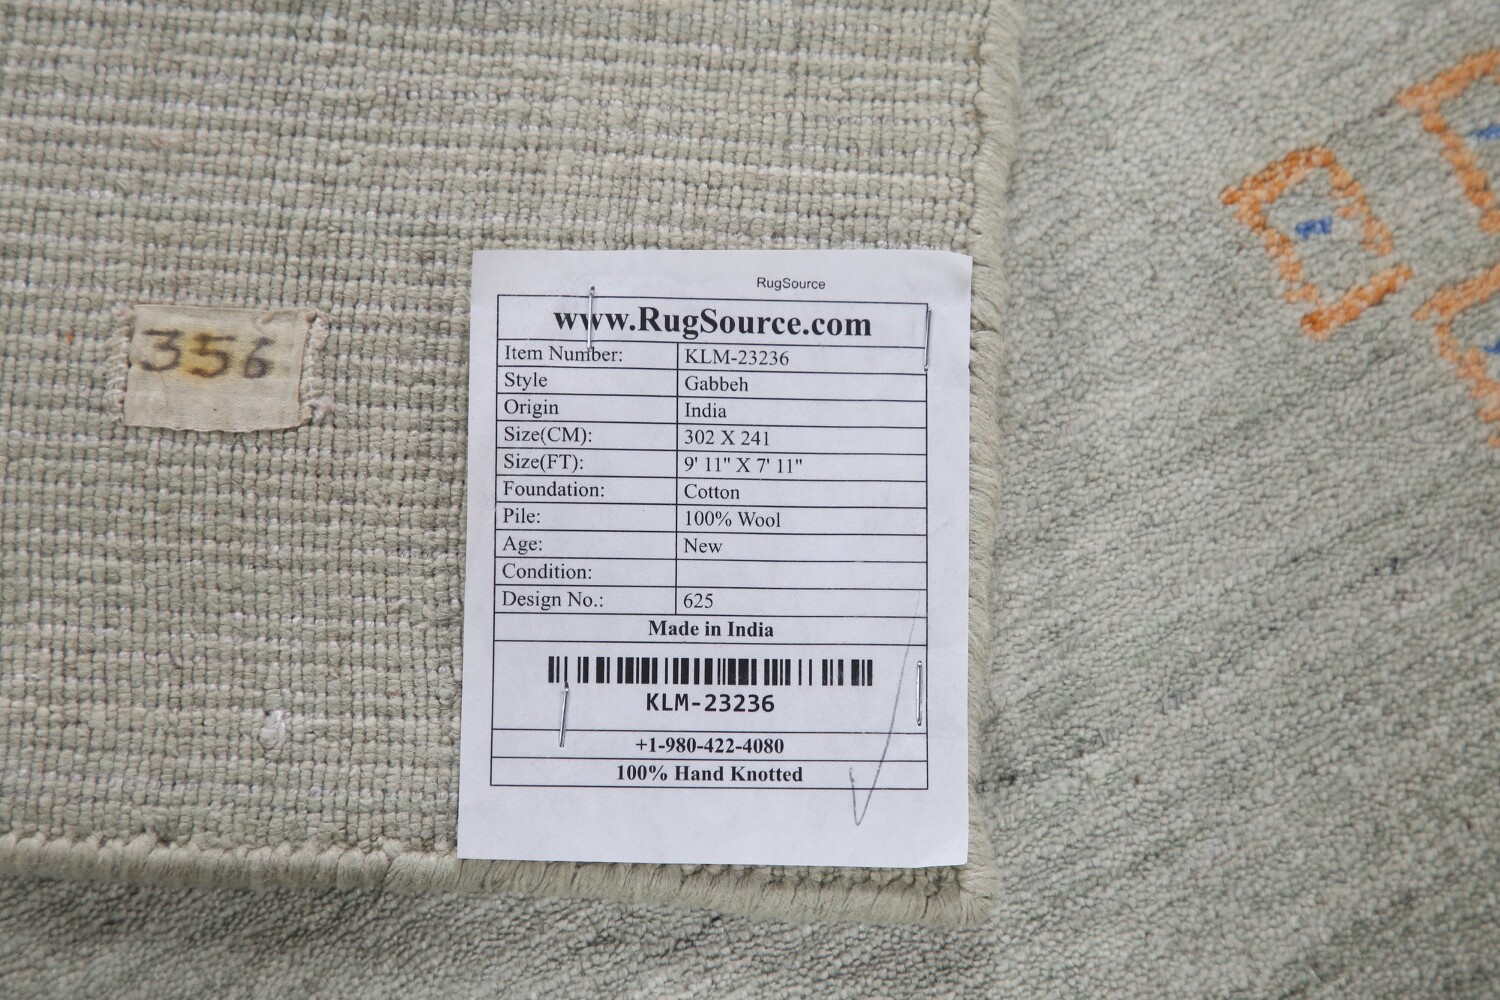 356
RugSource
www.RugSource.com
Item Number: KLM-23236
Style Gabbeh
Origin India
Size(CM): 302 X 241
Size(FT): 9' 11" X 7' 11"
Foundation: Cotton
Pile: 100% Wool
Age: New
Condition:
Design No.: 625
Made in India
KLM-23236
+1-980-422-4080
100% Hand Knotted